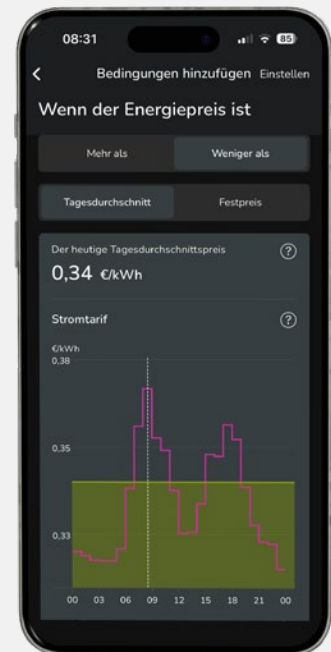 08:31 85
Bedingungen hinzufügen Einstellen
Wenn der Energiepreis ist
Mehr als Weniger als
Tagesdurchschnitt Festpreis
Der heutige Tagesdurchschnittspreis ?
0,34 €/kWh
Stromtarif ?
€/kWh
0,38
0,35
0,33
00 03 06 09 12 15 18 21 00